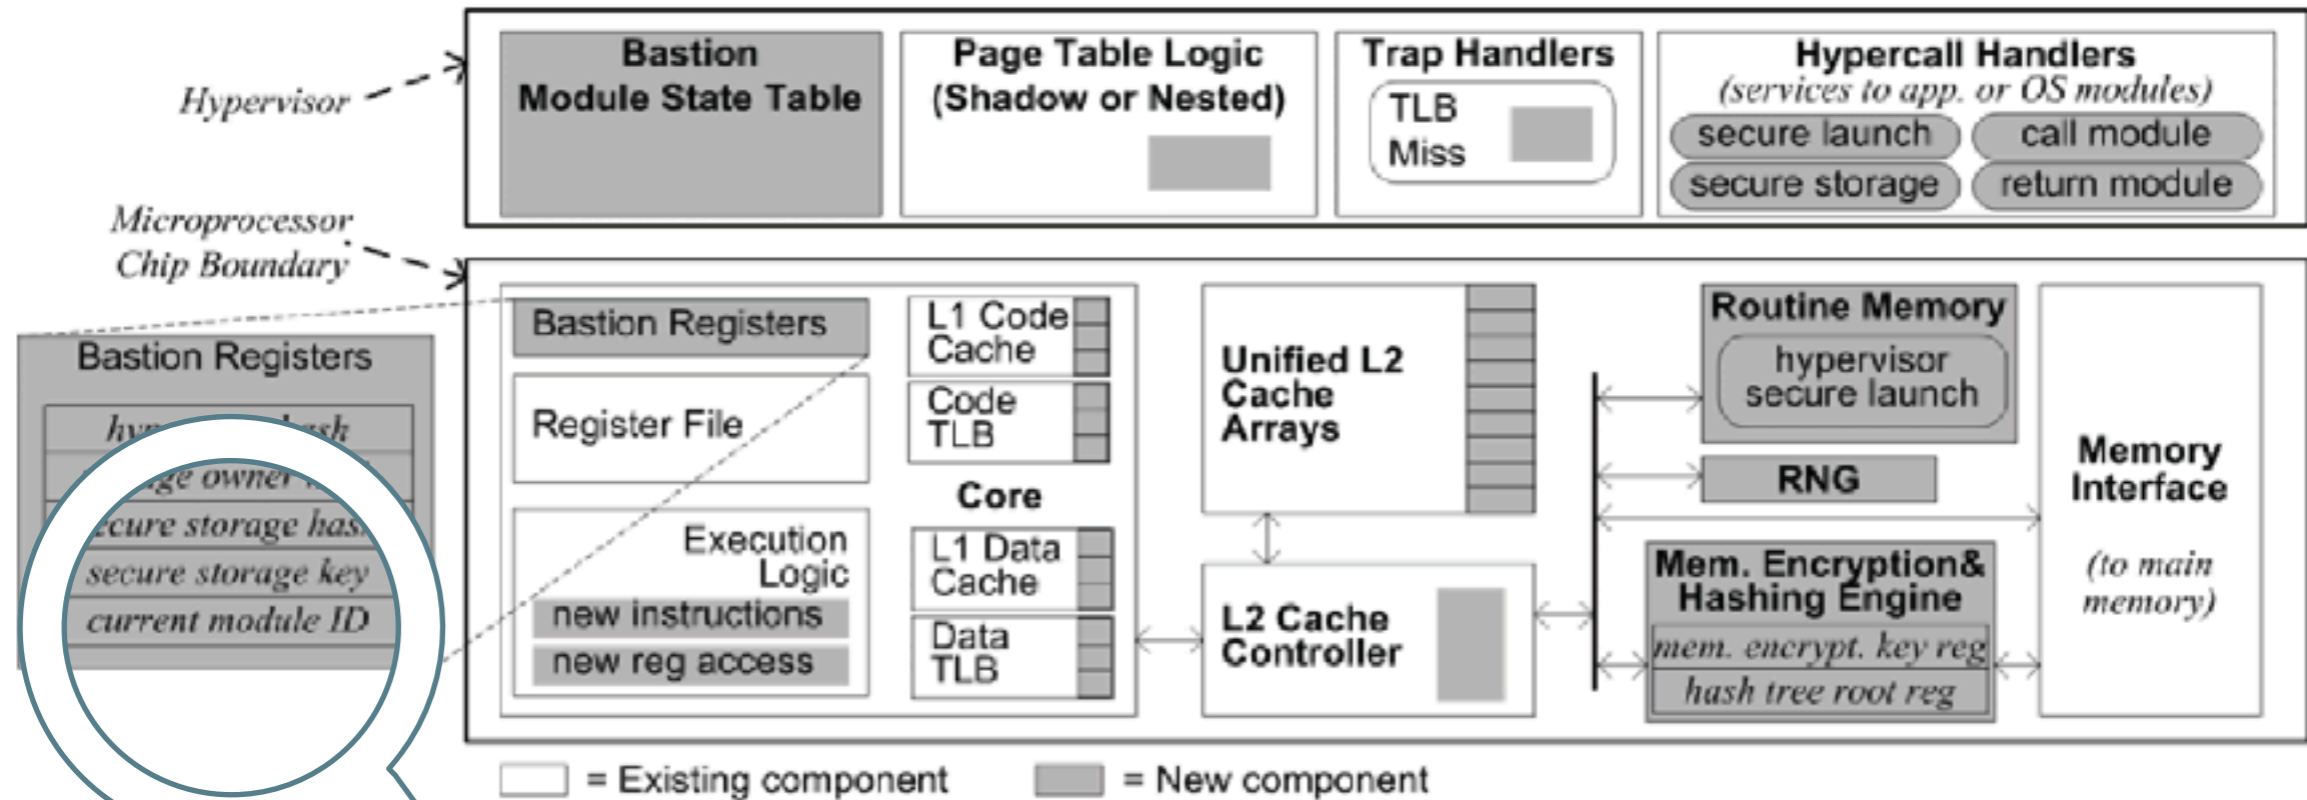 Hypervisor
Bastion
Module State Table
Page Table Logic
(Shadow or Nested)
Trap Handlers
TLB
Miss
Hypercall Handlers
(services to app. or OS modules)
secure launch
call module
secure storage
return module
Microprocessor
Chip Boundary
Bastion Registers
owner
storage
secure storage key
current module ID
Bastion Registers
Register File
Execution
Logic
new instructions
new reg access
L1 Code
Cache
Code
TLB
Core
L1 Data
Cache
Data
TLB
Unified L2
Cache
Arrays
L2 Cache
Controller
Routine Memory
hypervisor
secure launch
RNG
Mem. Encryption&
Hashing Engine
mem. encrypt. key reg
hash tree root reg
Memory
Interface
(to main
memory)
= Existing component
= New component